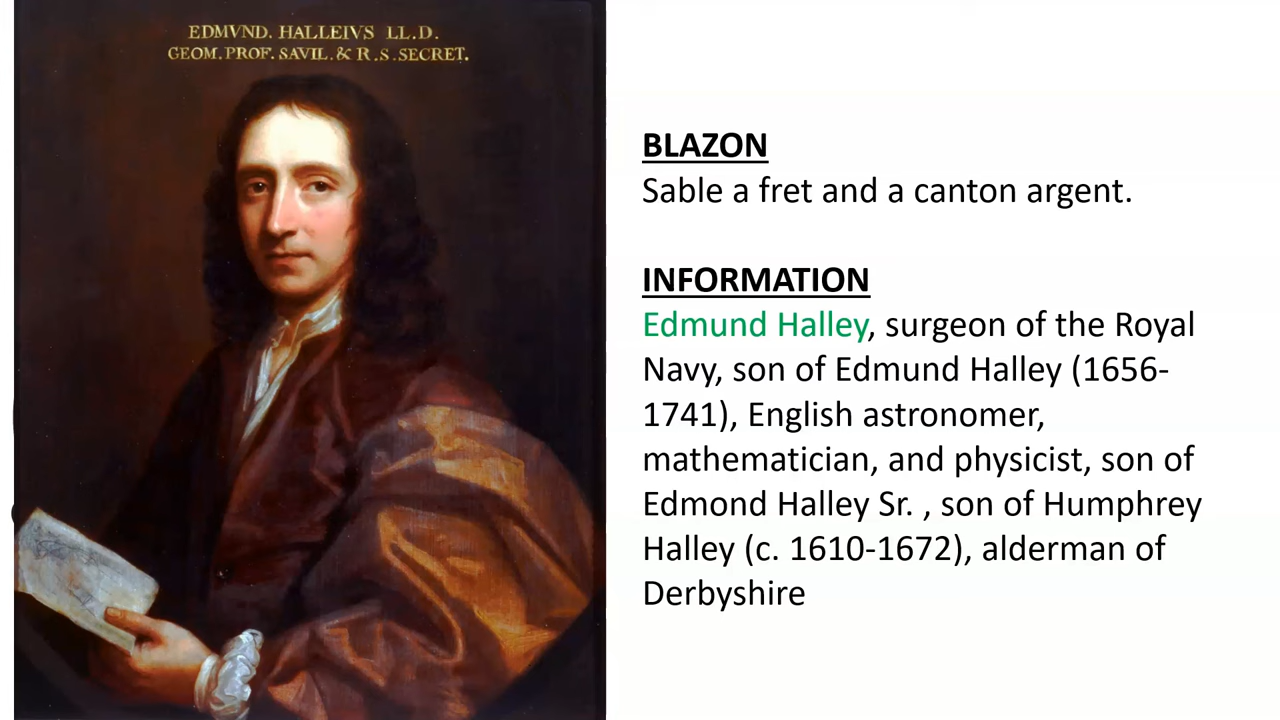 EDMVND. HALLEIVS LL.D.
GEOM. PROF. SAVIL. & R.S. SECRET.
BLAZON
Sable a fret and a canton argent.
INFORMATION
Edmund Halley, surgeon of the Royal
Navy, son of Edmund Halley (1656-
1741), English astronomer,
mathematician, and physicist, son of
Edmond Halley Sr. , son of Humphrey
Halley (c. 1610-1672), alderman of
Derbyshire